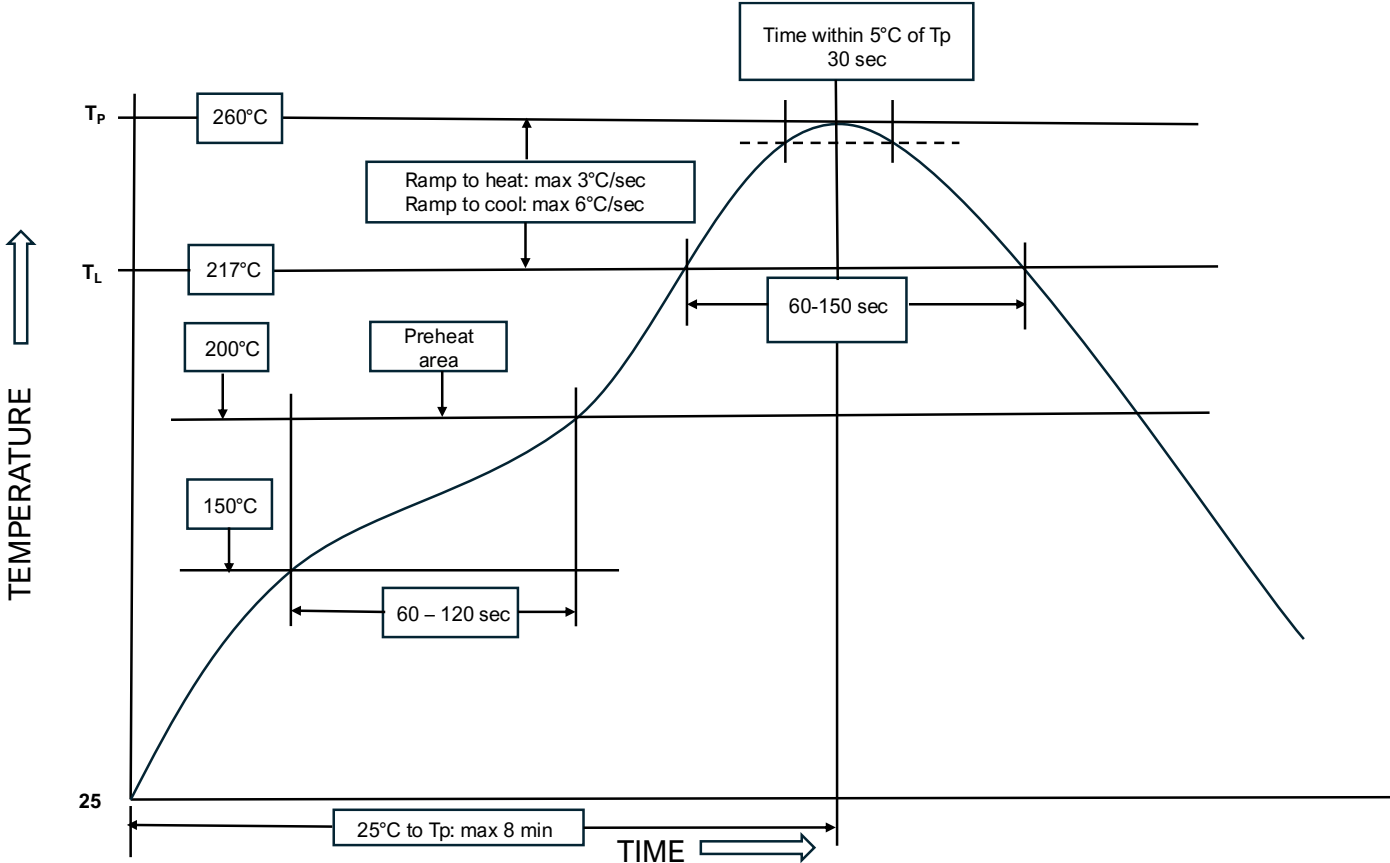 Time within 5°C of Tp
30 sec
TP
260°C
Ramp to heat: max 3°C/sec
Ramp to cool: max 6°C/sec
TL
217°C
60-150 sec
200°C
Preheat
area
TEMPERATURE
150°C
60 – 120 sec
25
25°C to Tp: max 8 min
TIME